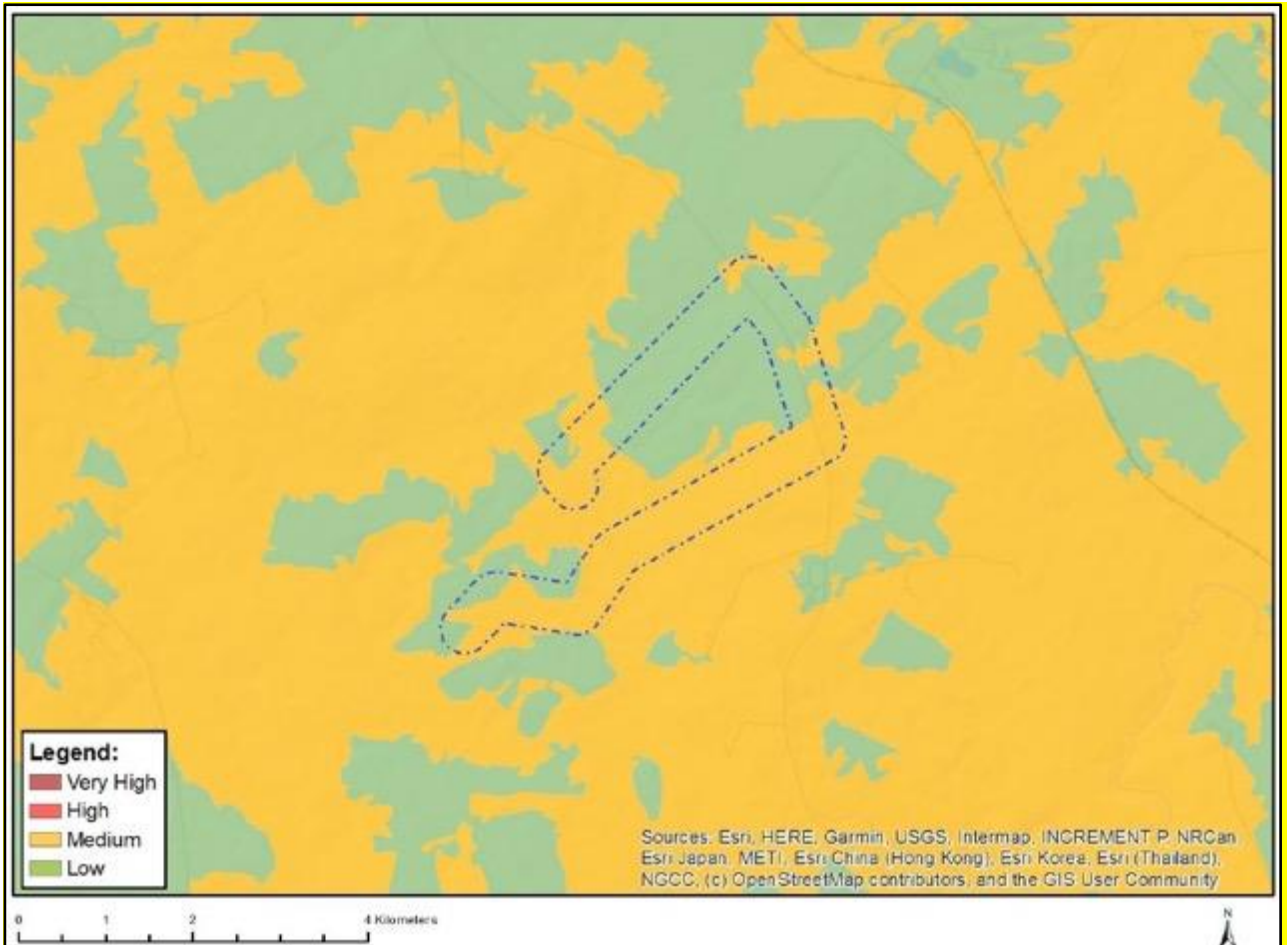 Legend:
Very High
High
Medium
Low
Sources: Esri, HERE, Garmin, USGS, Intermap, INCREMENT P, NRCan,
Esri Japan, METI, Esri China (Hong Kong), Esri Korea, Esri (Thailand),
NGCC, (c) OpenStreetMap contributors, and the GIS User Community
0 1 2 4 Kilometers
N